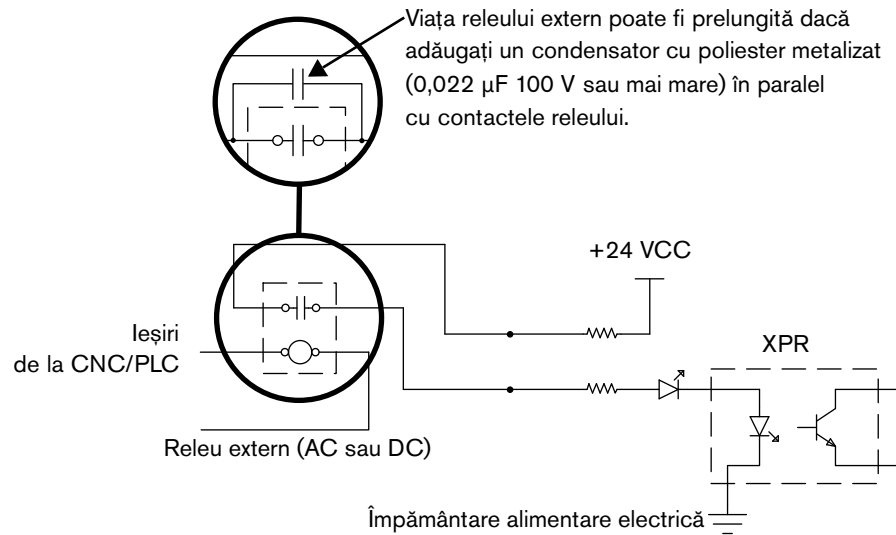 Viața releului extern poate fi prelungită dacă
adăugați un condensator cu poliester metalizat
(0,022 μF 100 V sau mai mare) în paralel
cu contactele releului.
+24 VCC
Ieșiri
de la CNC/PLC
XPR
Releu extern (AC sau DC)
Împământare alimentare electrică